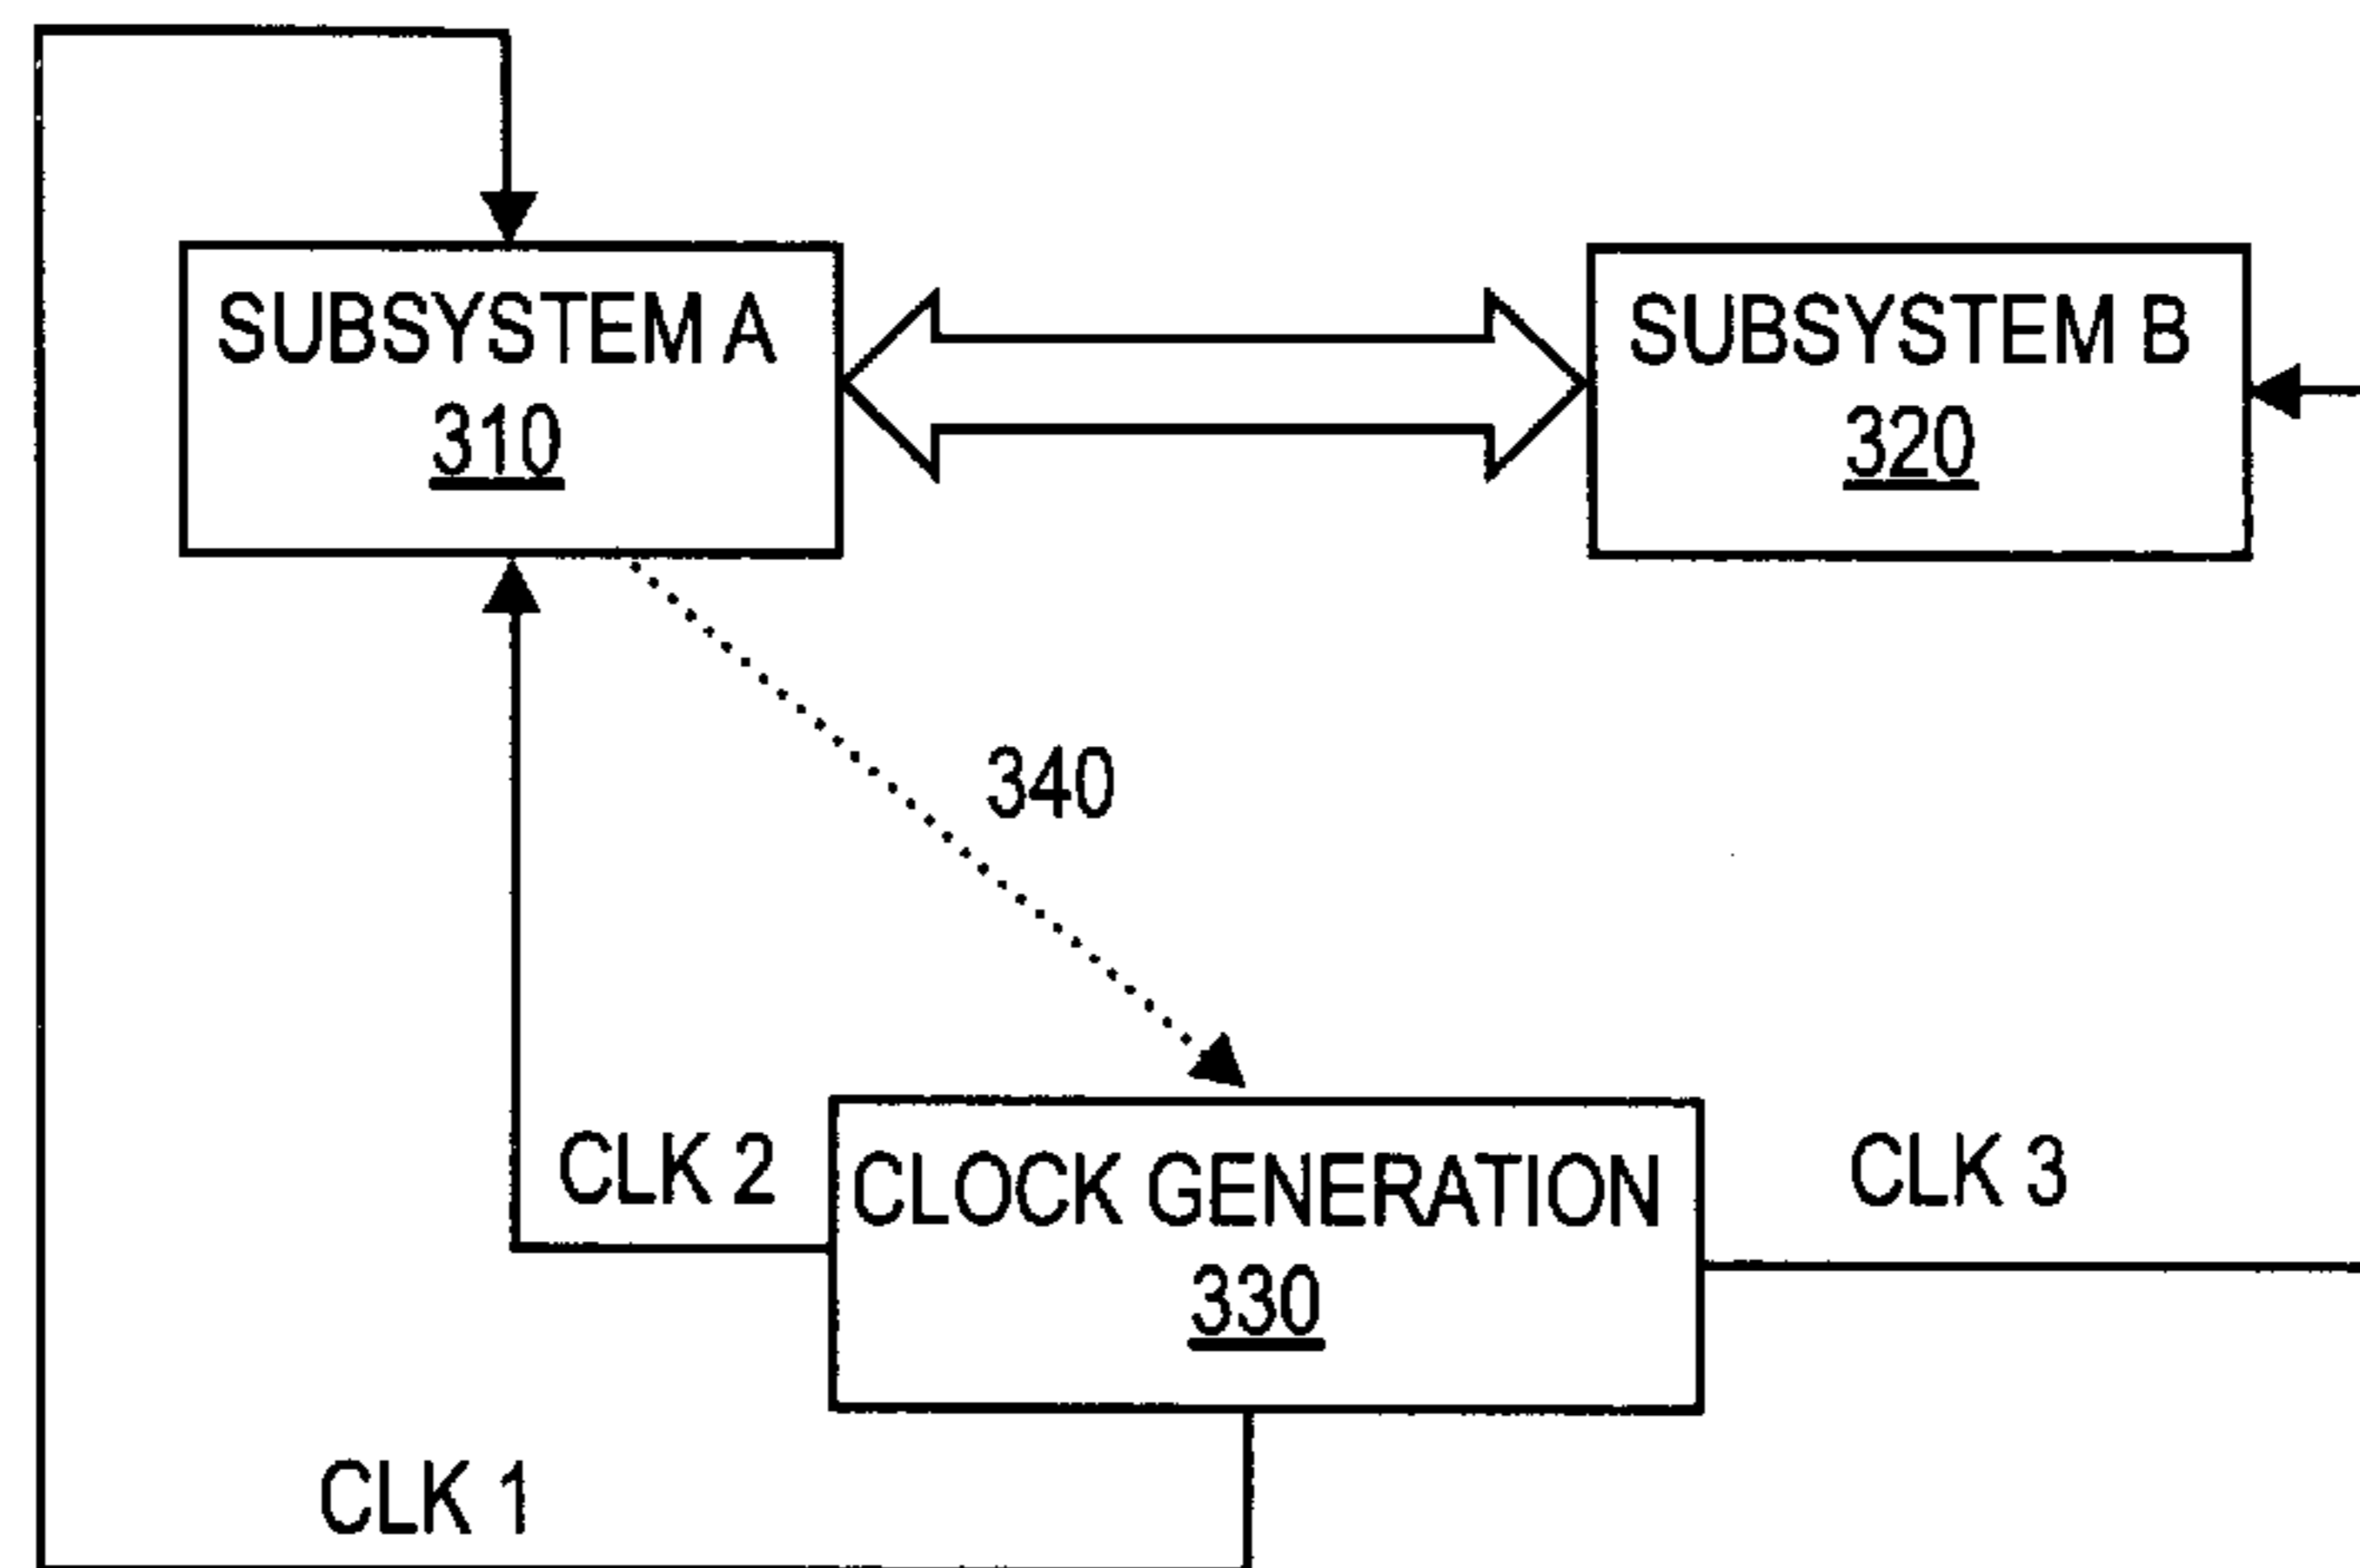 SUBSYSTEM A
310
SUBSYSTEM B
320
340
CLK 2
CLOCK GENERATION
330
CLK 3
CLK 1